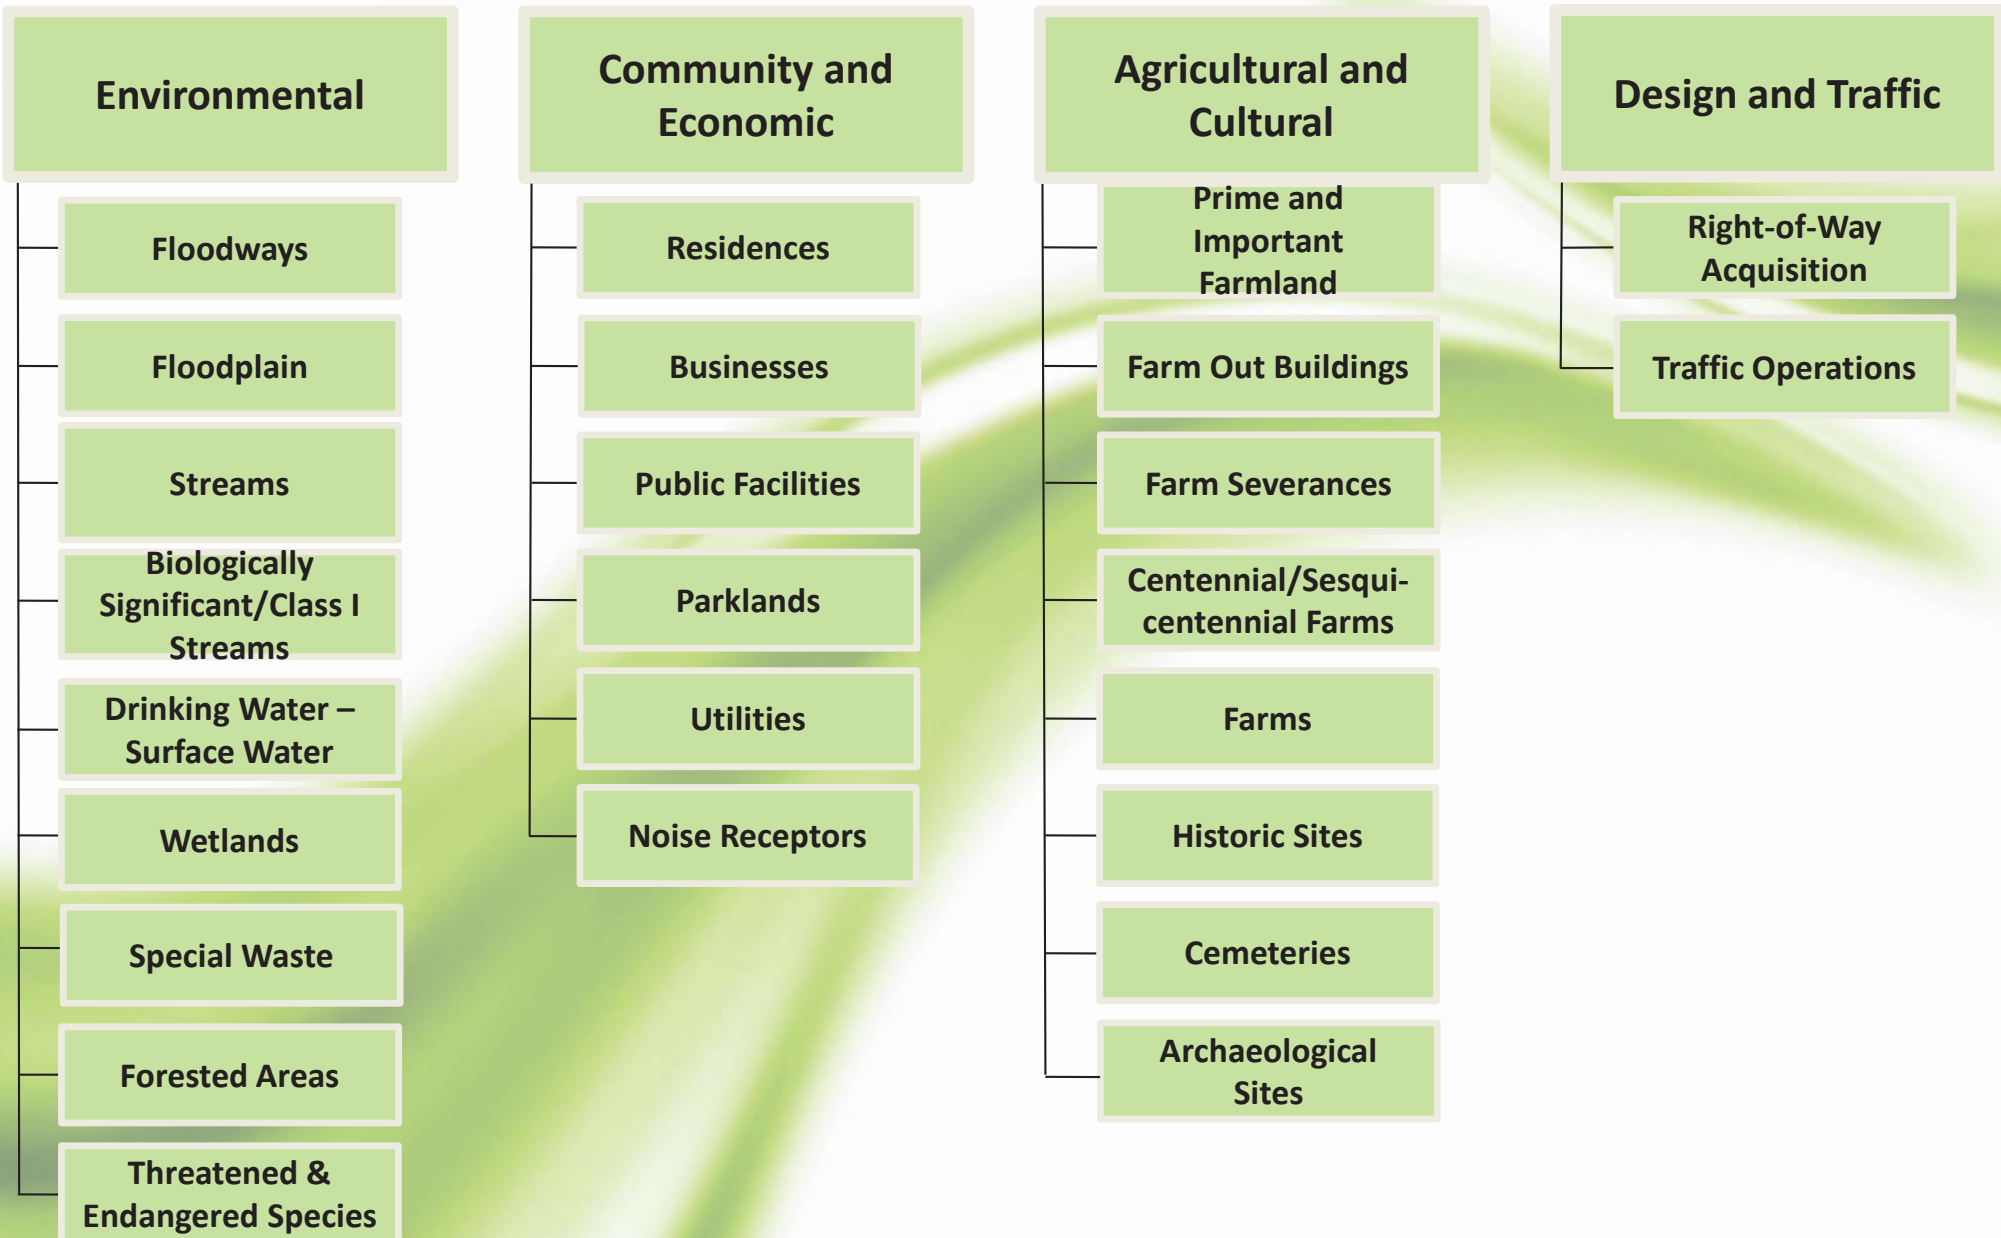 Environmental
Floodways
Floodplain
Streams
Biologically
Significant/Class I
Streams
Drinking Water –
Surface Water
Wetlands
Special Waste
Forested Areas
Threatened &
Endangered Species
Community and
Economic
Residences
Businesses
Public Facilities
Parklands
Utilities
Noise Receptors
Agricultural and
Cultural
Prime and
Important
Farmland
Farm Out Buildings
Farm Severances
Centennial/Sesqui-
centennial Farms
Farms
Historic Sites
Cemeteries
Archaeological
Sites
Design and Traffic
Right-of-Way
Acquisition
Traffic Operations